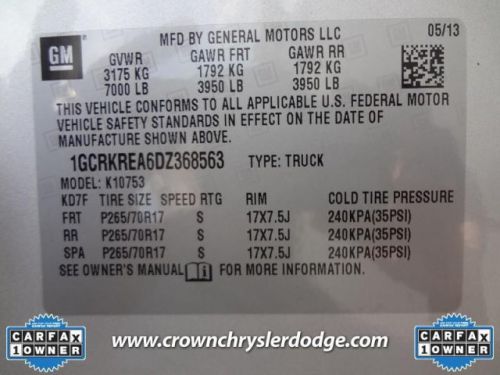 MFD BY GENERAL MOTORS LLC 05/13
GM
GVWR GAWR FRT GAWR RR
3175 KG 1792 KG 1792 KG
7000 LB 3950 LB 3950 LB
THIS VEHICLE CONFORMS TO ALL APPLICABLE U.S. FEDERAL MOTOR
VEHICLE SAFETY STANDARDS IN EFFECT ON THE DATE OF
MANUFACTURE SHOWN ABOVE.
1GCRKREA6DZ368563 TYPE: TRUCK
MODEL: K10753
KD7F TIRE SIZE SPEED RTG RIM COLD TIRE PRESSURE
FRT P265/70R17 S 17X7.5J 240KPA(35PSI)
RR P265/70R17 S 17X7.5J 240KPA(35PSI)
SPA P265/70R17 S 17X7.5J 240KPA(35PSI)
SEE OWNER'S MANUAL FOR MORE INFORMATION.
CARFAX
1 OWNER
www.crownchryslerdodge.com
CARFAX
1 OWNER